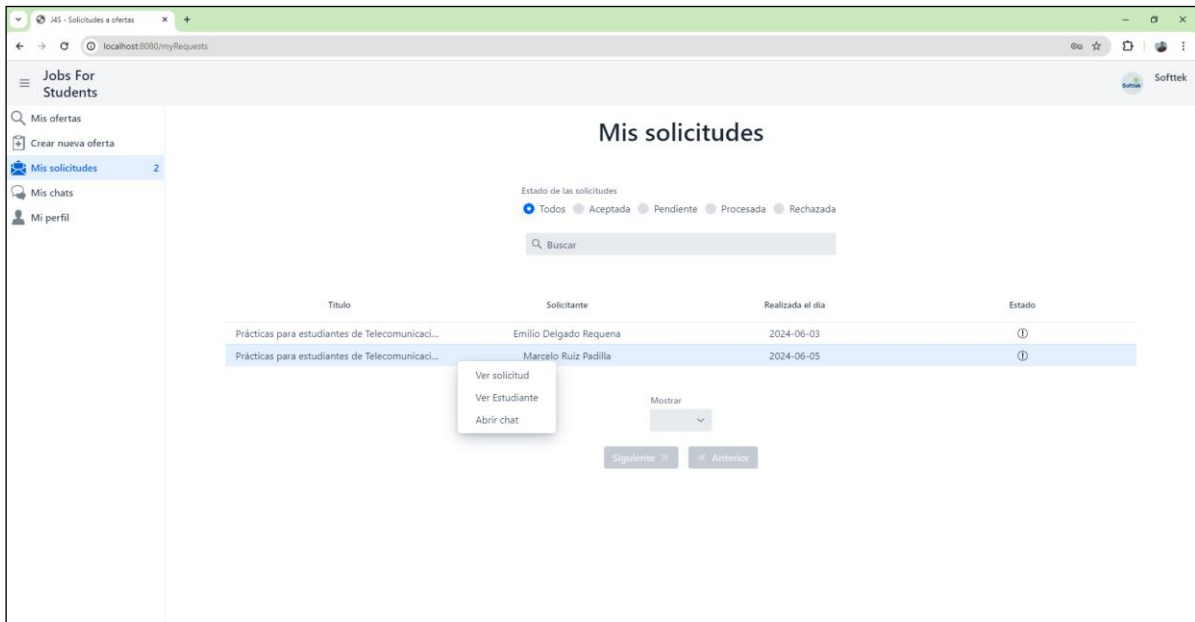 J4S - Solicitudes a ofertas
localhost:8080/myRequests
Jobs For
Students
Softtek
Softtek
Mis ofertas
Crear nueva oferta
Mis solicitudes 2
Mis chats
Mi perfil
Mis solicitudes
Estado de las solicitudes
Todos Aceptada Pendiente Procesada Rechazada
Buscar
Título Solicitante Realizada el día Estado
Prácticas para estudiantes de Telecomunicaci... Emilio Delgado Requena 2024-06-03
Prácticas para estudiantes de Telecomunicaci... Marcelo Ruiz Padilla 2024-06-05
Ver solicitud
Ver Estudiante
Abrir chat
Mostrar
Siguiente » « Anterior